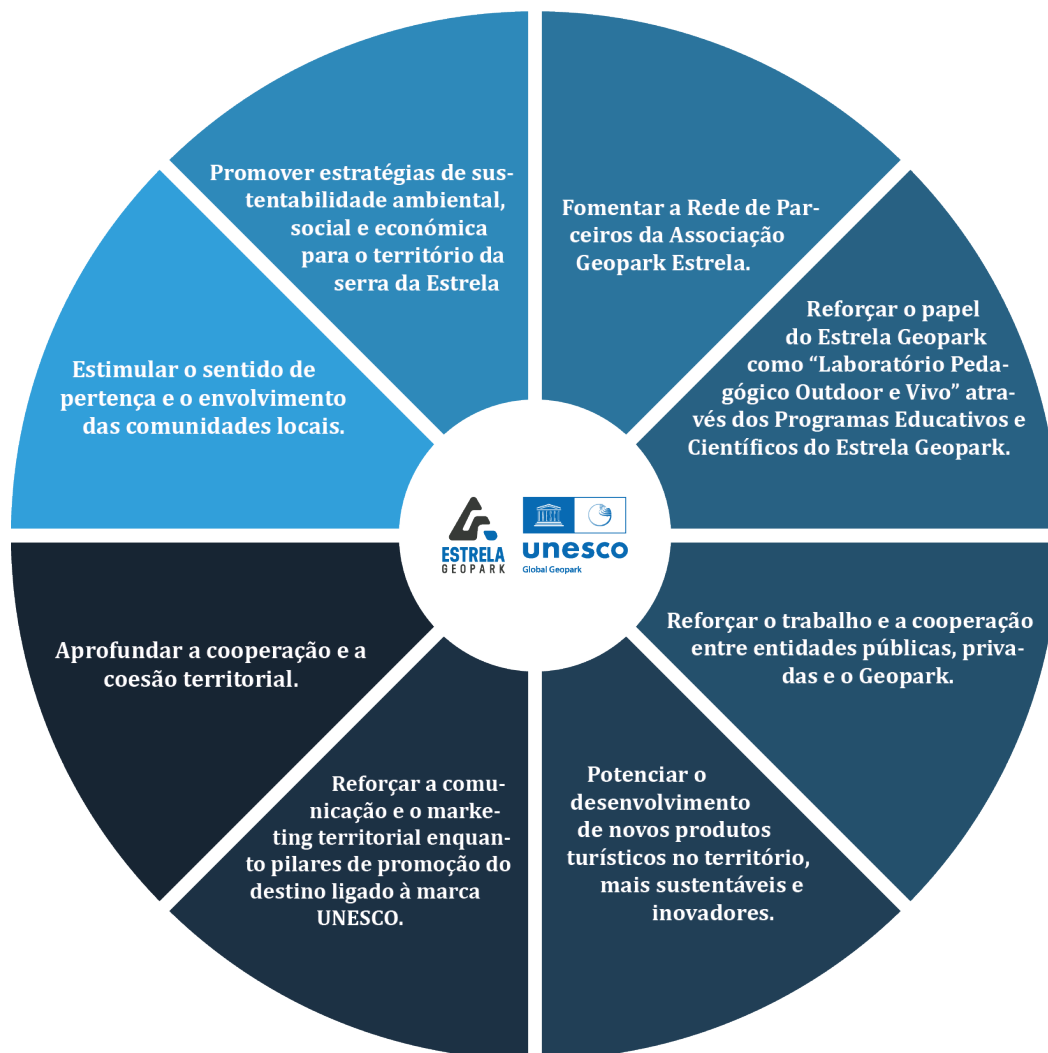 Promover estratégias de sus-
tentabilidade ambiental,
social e económica
para o território da
serra da Estrela
Fomentar a Rede de Par-
ceiros da Associação
Geopark Estrela.
Reforçar o papel
do Estrela Geopark
como “Laboratório Peda-
gógico Outdoor e Vivo” atra-
vés dos Programas Educativos e
Científicos do Estrela Geopark.
Estimular o sentido de
pertença e o envolvimento
das comunidades locais.
ESTRELA
GEOPARK
unesco
Global Geopark
Reforçar o trabalho e a cooperação
entre entidades públicas, priva-
das e o Geopark.
Aprofundar a cooperação e a
coesão territorial.
Reforçar a comu-
nicação e o marke-
ting territorial enquan-
to pilares de promoção do
destino ligado à marca
UNESCO.
Potenciar o
desenvolvimento
de novos produtos
turísticos no território,
mais sustentáveis e
inovadores.